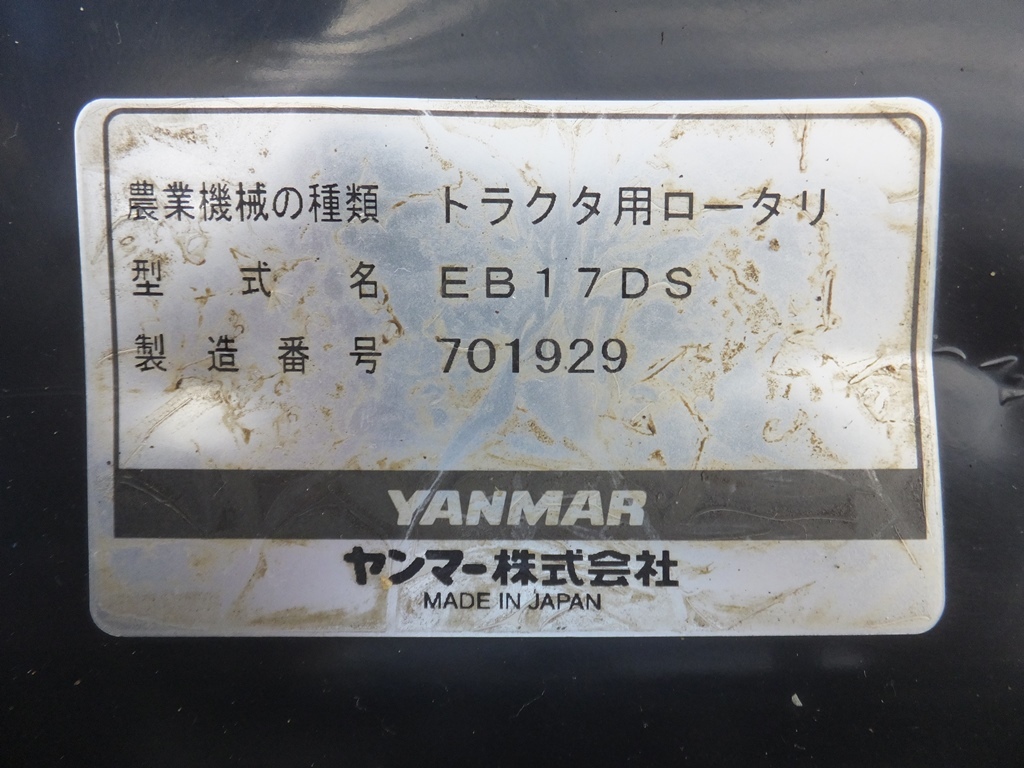 農業機械の種類 トラクタ用ロータリ
型式名 EB17DS
製造番号 701929
YANMAR
ヤンマー株式会社
MADE IN JAPAN